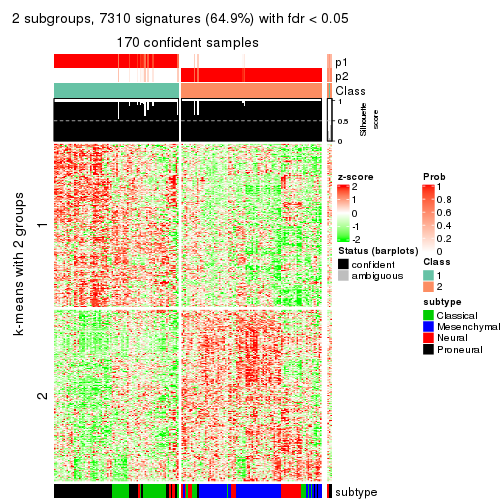 2 subgroups, 7310 signatures (64.9%) with fdr < 0.05
170 confident samples
p1
p2
Class
1
0.5
0
Silhouette
score
k-means with 2 groups
1
2
z-score
2
1
0
-1
-2
Status (barplots)
confident
ambiguous
Prob
1
0.8
0.6
0.4
0.2
0
Class
1
2
subtype
Classical
Mesenchymal
Neural
Proneural
subtype